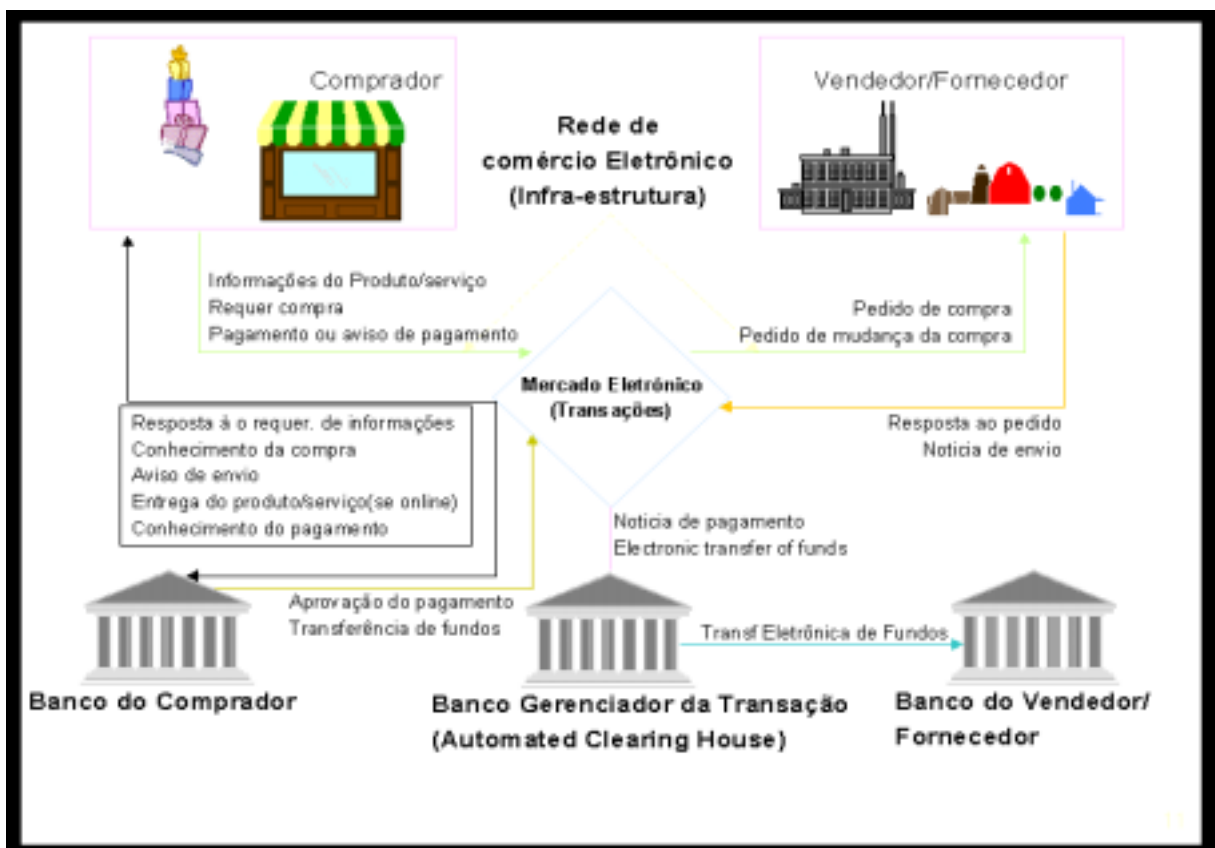 Comprador
Vendedor/Fornecedor
Rede de
comércio Eletrônico
(Infra-estrutura)
Informações do Produto/serviço
Requer compra
Pagamento ou aviso de pagamento
Pedido de compra
Pedido de mudança da compra
Mercado Eletrônico
(Transações)
Resposta á o requer. de informações
Conhecimento da compra
Aviso de envio
Entrega do produto/serviço(se online)
Conhecimento do pagamento
Resposta ao pedido
Noticia de envio
Noticia de pagamento
Electronic transfer of funds
Aprovação do pagamento
Transferência de fundos
Transf Eletrônica de Fundos
Banco do Comprador
Banco Gerenciador da Transação
(Automated Clearing House)
Banco do Vendedor/
Fornecedor
11